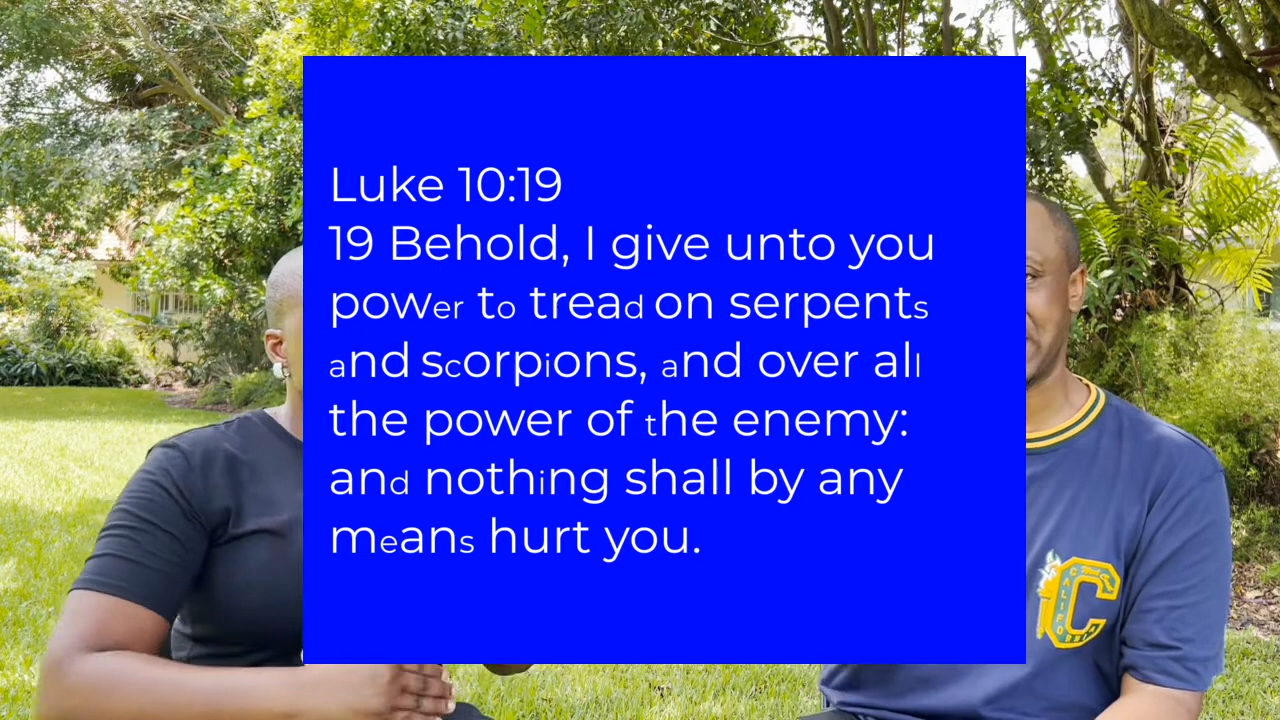 Luke 10:19
19 Behold, I give unto you
power to tread on serpents
and scorpions, and over all
the power of the enemy:
and nothing shall by any
means hurt you.
C